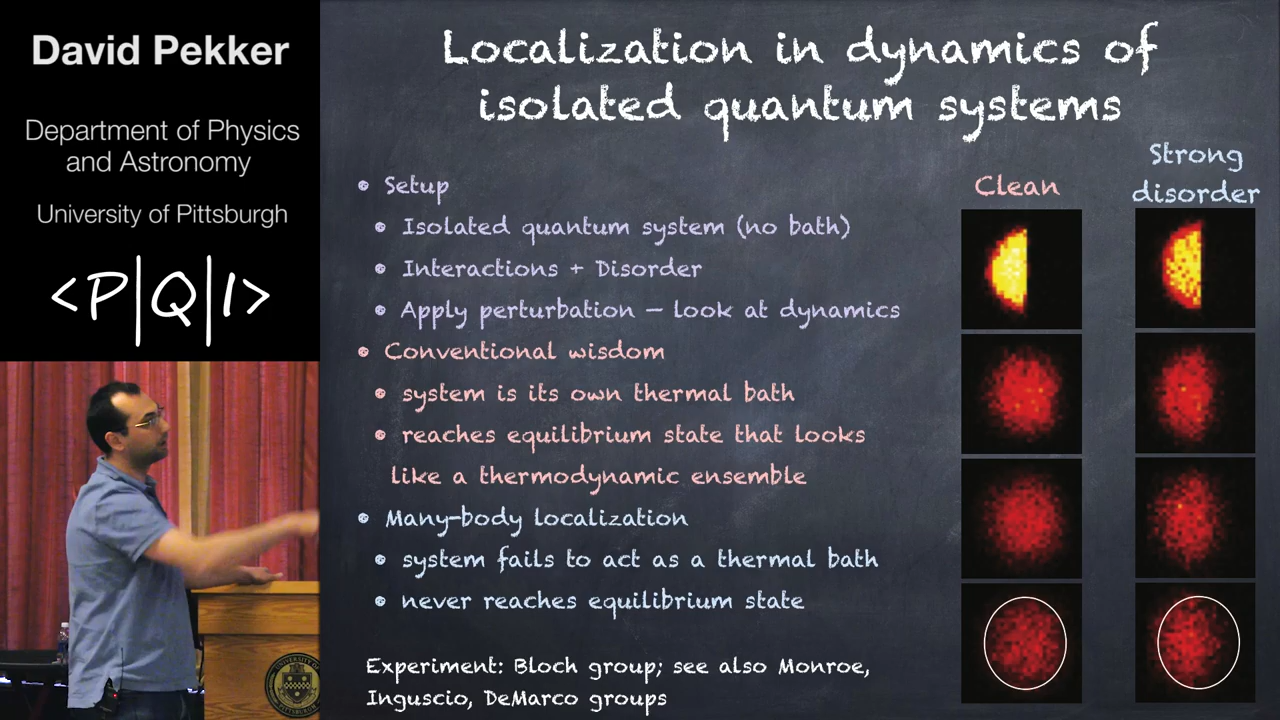 David Pekker
Department of Physics
and Astronomy
University of Pittsburgh
<P|Q|I>
Localization in dynamics of
isolated quantum systems
• Setup
• Isolated quantum system (no bath)
• Interactions + Disorder
• Apply perturbation — look at dynamics
• Conventional wisdom
• system is its own thermal bath
• reaches equilibrium state that looks
like a thermodynamic ensemble
• Many-body localization
• system fails to act as a thermal bath
• never reaches equilibrium state
Experiment: Bloch group; see also Monroe,
Inguscio, DeMarco groups
Clean
Strong
disorder
UNIVERSITY OF
PITTSBURGH